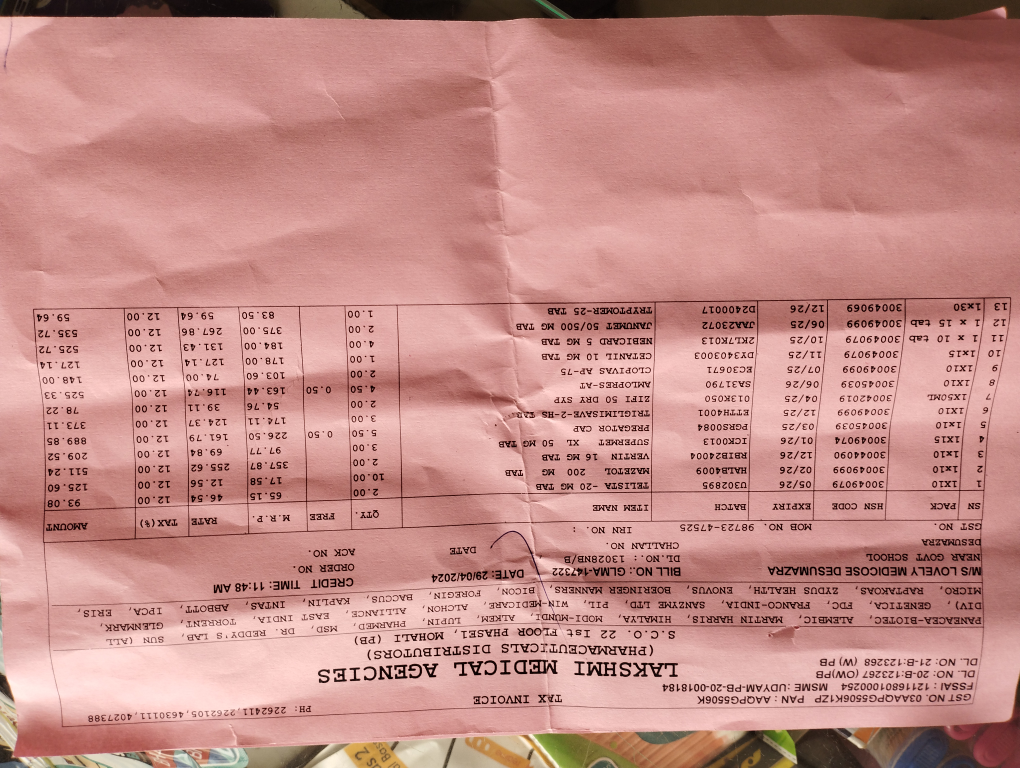 TAX INVOICE
PH: 2262411,2262105,4630111,4027388
GST NO. 03AAQPG5506K1ZP PAN : AAQPG5506K
FSSAI : 12116801000254 MSME : UDYAM-PB-20-0018184
DL. NO: 20-B:123267 (OW)PB
DL. NO: 21-B:123268 (W) PB
LAKSHMI MEDICAL AGENCIES
(PHARMACEUTICALS DISTRIBUTORS)
S.C.O. 22 1st FLOOR PHASE1, MOHALI (PB)
PANACEA-BIOTEC, ALEMBIC, MARTIN HARRIS, HIMALYA, MODI-MUNDI, ALKEM, LUPIN, PHARMED, MSD, DR. REDDY'S LAB, SUN (ALL
DIV), GENETICA, FDC, FRANCO-INDIA, SANZYME LTD, PIL, WIN-MEDICARE, ALCHON, ALLIANCE, EAST INDIA, TORRENT, GLENMARK,
MICRO, RAPTAKOAS, ZYDUS HEALTH, ENOVUS, BOERINGER MANNERS, BICON, FOREGIN, BACCUS, KAPLIN, INTAS, ABBOTT, IPCA, ERIS,
M/S LOVELY MEDICOSE DESUMAZRA BILL NO.: GLMA-147322 DATE: 29/04/2024 CREDIT TIME: 11:48 AM
NEAR GOVT SCHOOL DL.NO.: 13028NB/B ORDER NO.
DESUMAZRA CHALLAN NO. DATE ACK NO.
GST NO. MOB NO. 98723-47525 IRN NO. :
SN PACK HSN CODE EXPIRY BATCH ITEM NAME QTY. FREE M.R.P. RATE TAX(%) AMOUNT
1 1X10 30049079 05/26 U302895 TELISTA -20-TAB 2.00 65.15 46.54 12.00 93.08
2 1x10 30049099 02/26 HALB4009 MAZETOL 200 MG TAB 10.00 17.58 12.56 12.00 125.60
3 1x10 30049090 12/26 RIB24004 VERTIN 16 MG TAB 2.00 357.87 255.62 12.00 511.24
4 1X15 30049074 01/26 ICK0013 SUPERMET XL 50 MG TAB 3.00 97.77 69.84 12.00 209.52
5 1X10 30045039 03/25 PGRS0084 PREGATOR CAP 5.50 0.50 226.50 161.79 12.00 889.85
6 1X10 30049099 12/25 ETTH4001 TRIGLIMISAVE-2-HS TAB 3.00 174.11 124.37 12.00 373.11
7 1X50ML 30042019 04/25 013K050 ZIPI 50 DRY SYP 2.00 54.76 39.11 12.00 78.22
8 1X10 30045039 06/26 SA31790 AMLOPRES-AT 4.50 0.50 163.44 116.74 12.00 525.33
9 1X10 30049079 07/25 EC30671 CLOPIVAS AP-75 2.00 103.60 74.00 12.00 148.00
10 1x15 30049079 11/25 DY3403003 CETANIL 10MG TAB 1.00 178.00 127.14 12.00 127.14
11 1 x 10 tab 30049079 10/25 2ML07K13 NEBICARD 5 MG TAB 4.00 184.00 131.43 12.00 525.72
12 1 x 15 tab 30049099 06/25 JAAZ3072 JANUMET 50/500 MG TAB 2.00 375.00 267.86 12.00 535.72
13 1x30 30049069 12/26 D2400017 TRYPTOMER-25-TAB 1.00 83.50 59.64 12.00 59.64